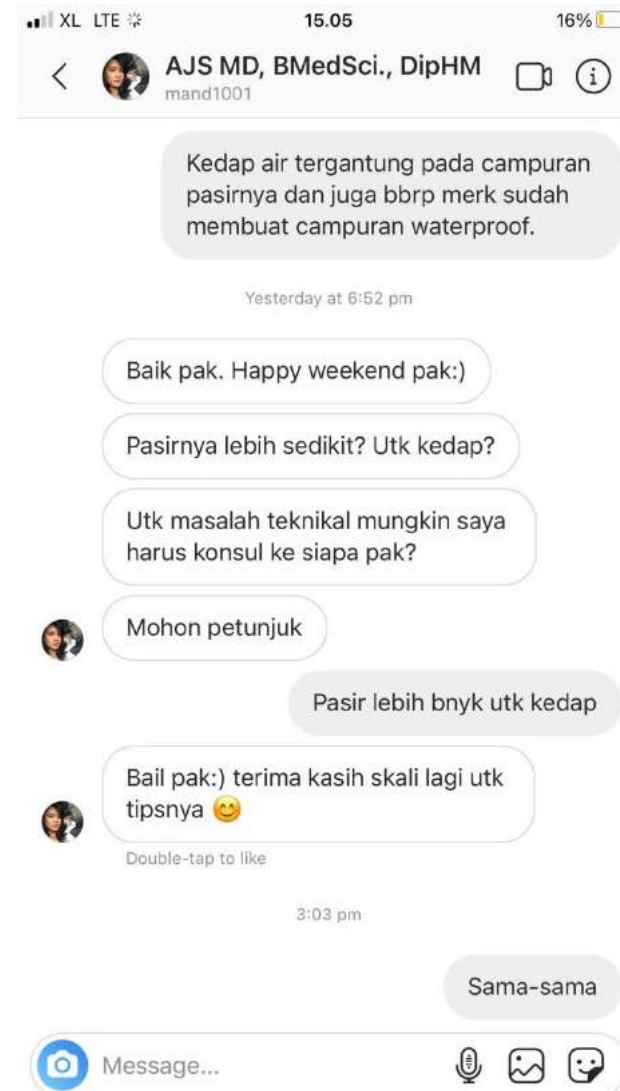 XL LTE 15.05 16%
AJS MD, BMedSci., DipHM
mand1001
Kedap air tergantung pada campuran
pasirnya dan juga bbrp merk sudah
membuat campuran waterproof.
Yesterday at 6:52 pm
Baik pak. Happy weekend pak:)
Pasirnya lebih sedikit? Utk kedap?
Utk masalah teknikal mungkin saya
harus konsul ke siapa pak?
Mohon petunjuk
Pasir lebih bnyk utk kedap
Bail pak:) terima kasih skali lagi utk
tipsnya 😊
Double-tap to like
3:03 pm
Sama-sama
Message...